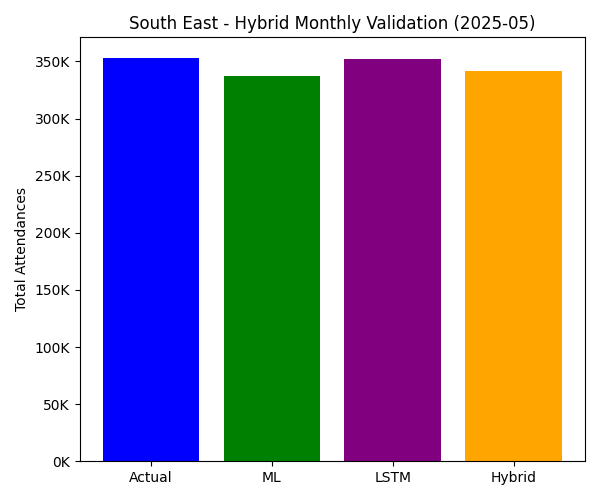 South East - Hybrid Monthly Validation (2025-05)
Total Attendances
350K
300K
250K
200K
150K
100K
50K
0K
Actual ML LSTM Hybrid